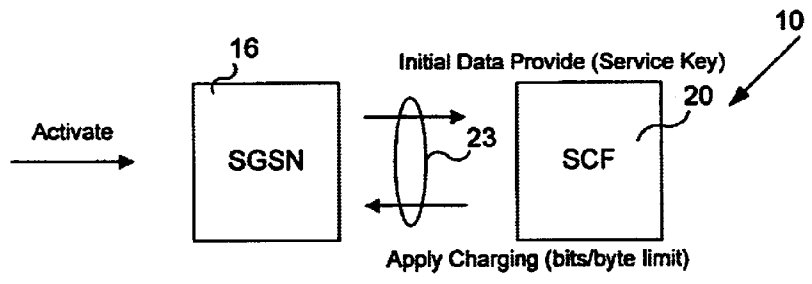 10
16
Initial Data Provide (Service Key)
20
Activate
SGSN
23
SCF
Apply Charging (bits/byte limit)